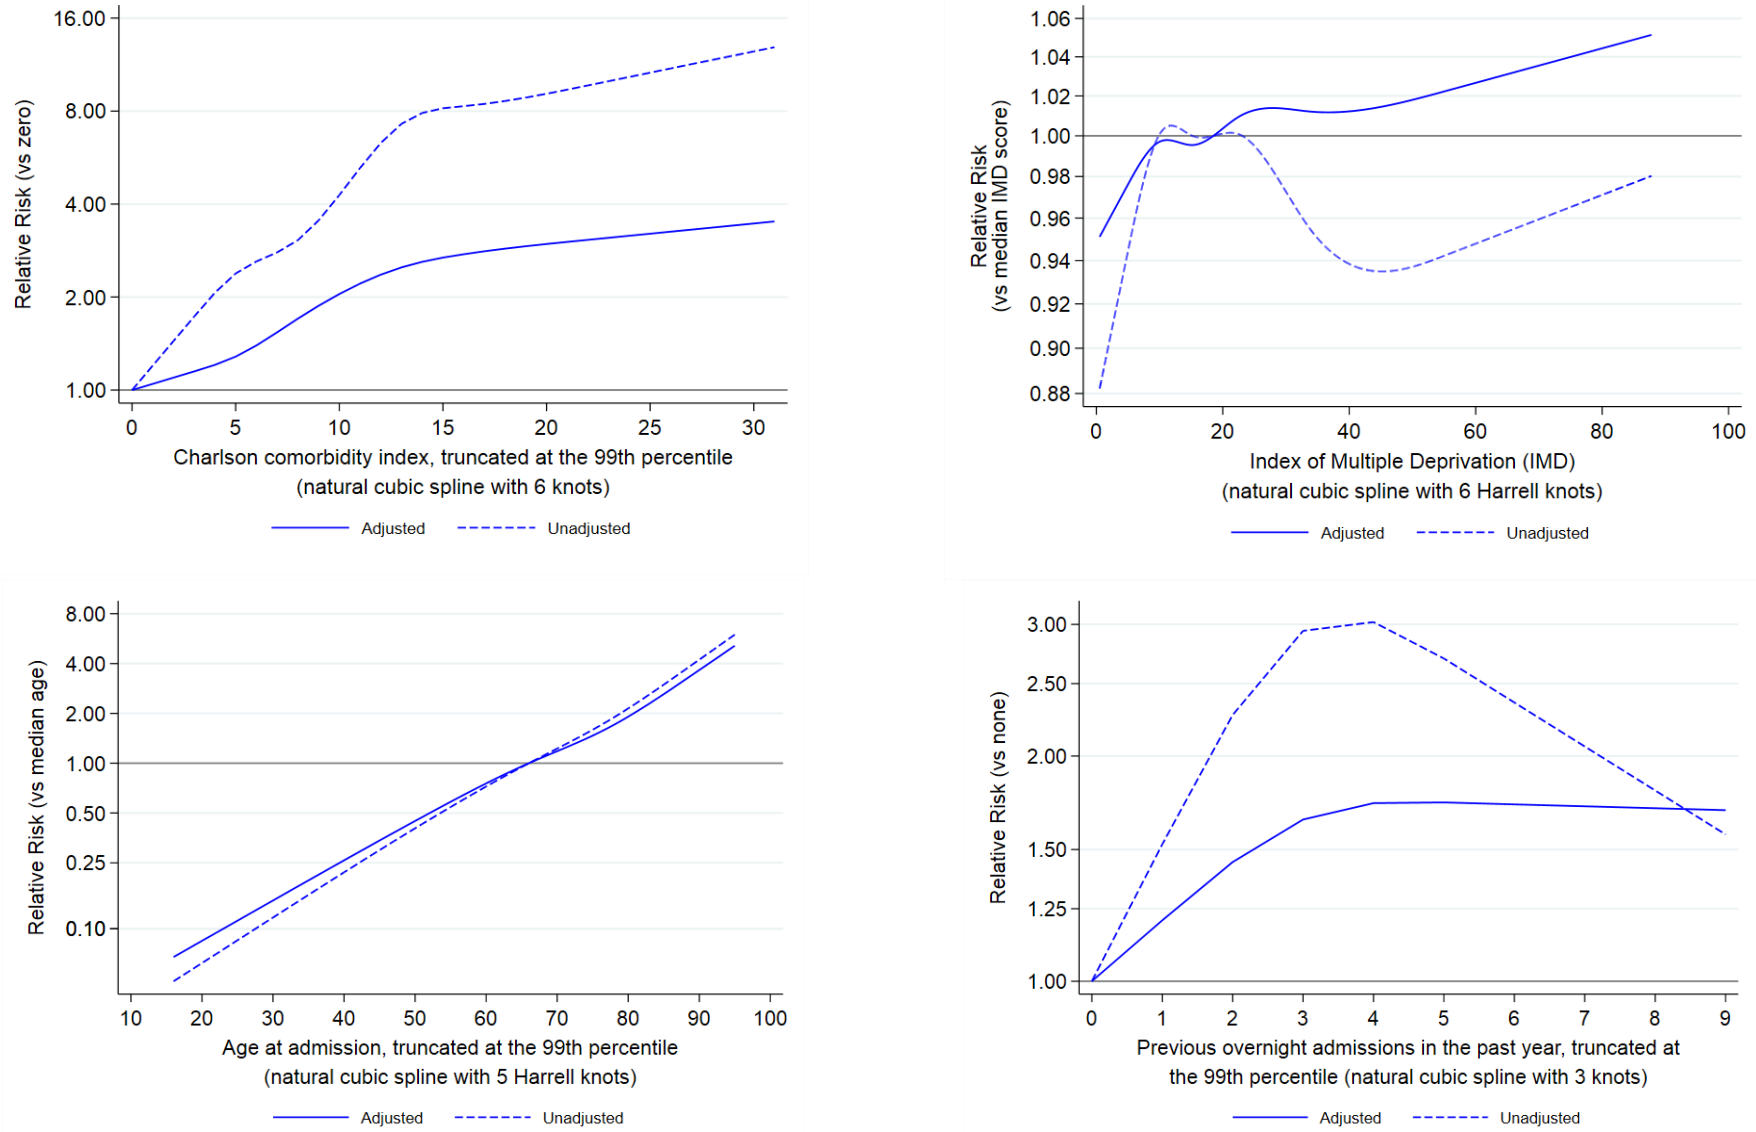 16.00
8.00
4.00
2.00
1.00
Relative Risk (vs zero)
0 5 10 15 20 25 30
Charlson comorbidity index, truncated at the 99th percentile
(natural cubic spline with 6 knots)
Adjusted Unadjusted
1.06
1.04
1.02
1.00
0.98
0.96
0.94
0.92
0.90
0.88
Relative Risk
(vs median IMD score)
0 20 40 60 80 100
Index of Multiple Deprivation (IMD)
(natural cubic spline with 6 Harrell knots)
Adjusted Unadjusted
8.00
4.00
2.00
1.00
0.50
0.25
0.10
Relative Risk (vs median age)
10 20 30 40 50 60 70 80 90 100
Age at admission, truncated at the 99th percentile
(natural cubic spline with 5 Harrell knots)
Adjusted Unadjusted
3.00
2.50
2.00
1.50
1.25
1.00
Relative Risk (vs none)
0 1 2 3 4 5 6 7 8 9
Previous overnight admissions in the past year, truncated at
the 99th percentile (natural cubic spline with 3 knots)
Adjusted Unadjusted